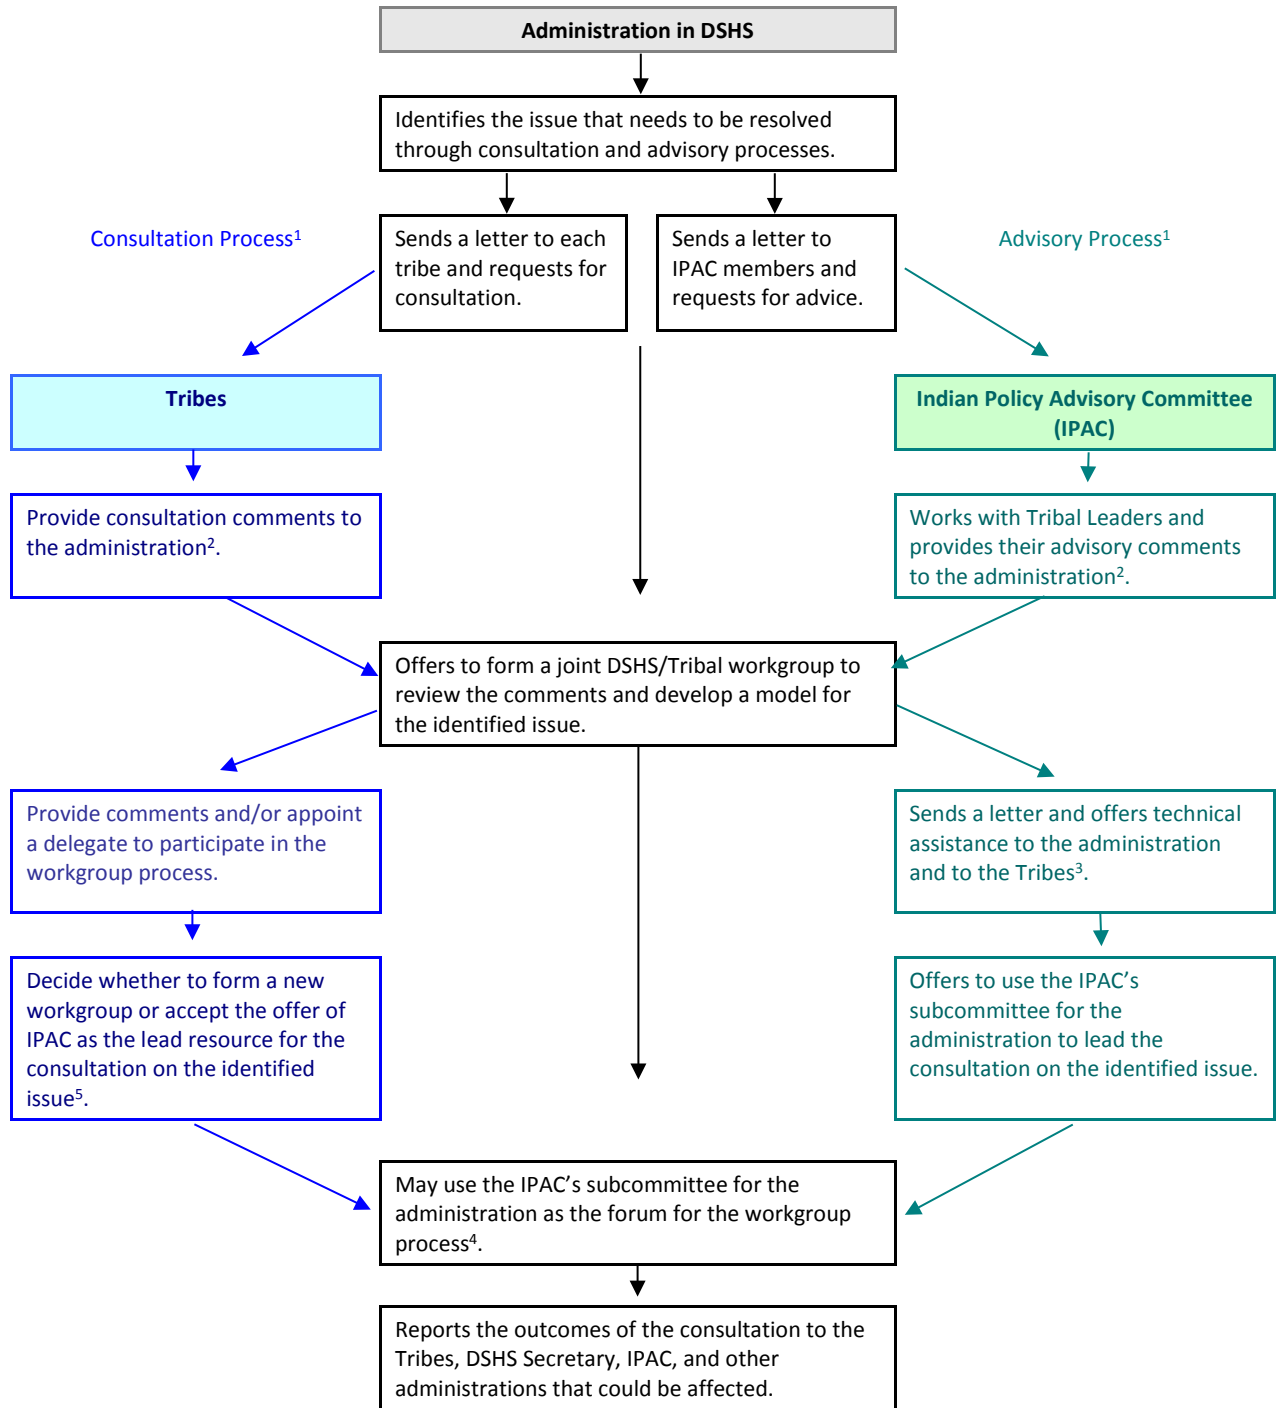 Administration in DSHS
Identifies the issue that needs to be resolved
through consultation and advisory processes.
Consultation Process¹
Sends a letter to each
tribe and requests for
consultation.
Sends a letter to
IPAC members and
requests for advice.
Advisory Process¹
Tribes
Indian Policy Advisory Committee
(IPAC)
Provide consultation comments to
the administration².
Works with Tribal Leaders and
provides their advisory comments
to the administration².
Offers to form a joint DSHS/Tribal workgroup to
review the comments and develop a model for
the identified issue.
Provide comments and/or appoint
a delegate to participate in the
workgroup process.
Sends a letter and offers technical
assistance to the administration
and to the Tribes³.
Decide whether to form a new
workgroup or accept the offer of
IPAC as the lead resource for the
consultation on the identified
issue⁵.
Offers to use the IPAC’s
subcommittee for the
administration to lead the
consultation on the identified issue.
May use the IPAC’s subcommittee for the
administration as the forum for the workgroup
process⁴.
Reports the outcomes of the consultation to the
Tribes, DSHS Secretary, IPAC, and other
administrations that could be affected.